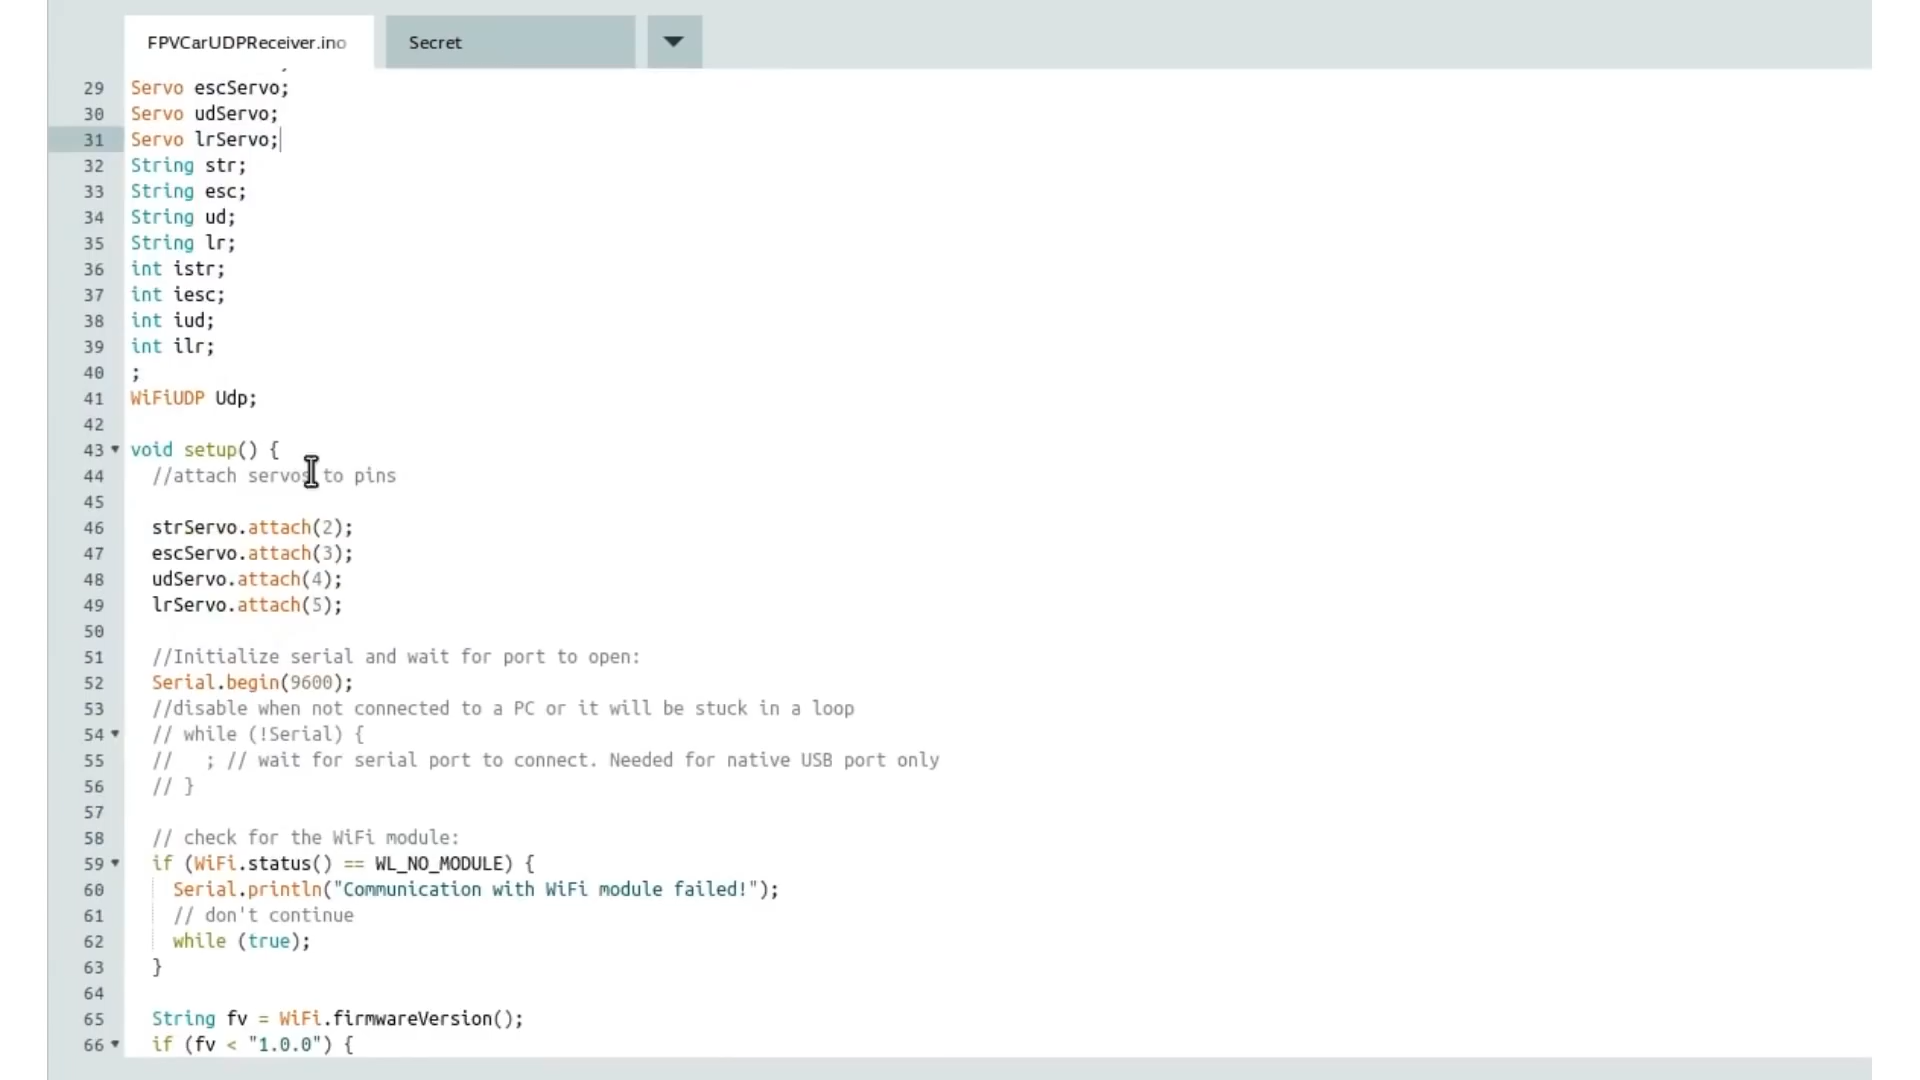 FPVCarUDPReceiver.ino Secret
29 Servo escServo;
30 Servo udServo;
31 Servo lrServo;
32 String str;
33 String esc;
34 String ud;
35 String lr;
36 int istr;
37 int iesc;
38 int iud;
39 int ilr;
40 ;
41 WiFiUDP Udp;
42
43 void setup() {
44 //attach servos to pins
45
46 strServo.attach(2);
47 escServo.attach(3);
48 udServo.attach(4);
49 lrServo.attach(5);
50
51 //Initialize serial and wait for port to open:
52 Serial.begin(9600);
53 //disable when not connected to a PC or it will be stuck in a loop
54 // while (!Serial) {
55 //   ; // wait for serial port to connect. Needed for native USB port only
56 // }
57
58 // check for the WiFi module:
59 if (WiFi.status() == WL_NO_MODULE) {
60 Serial.println("Communication with WiFi module failed!");
61 // don't continue
62 while (true);
63 }
64
65 String fv = WiFi.firmwareVersion();
66 if (fv < "1.0.0") {